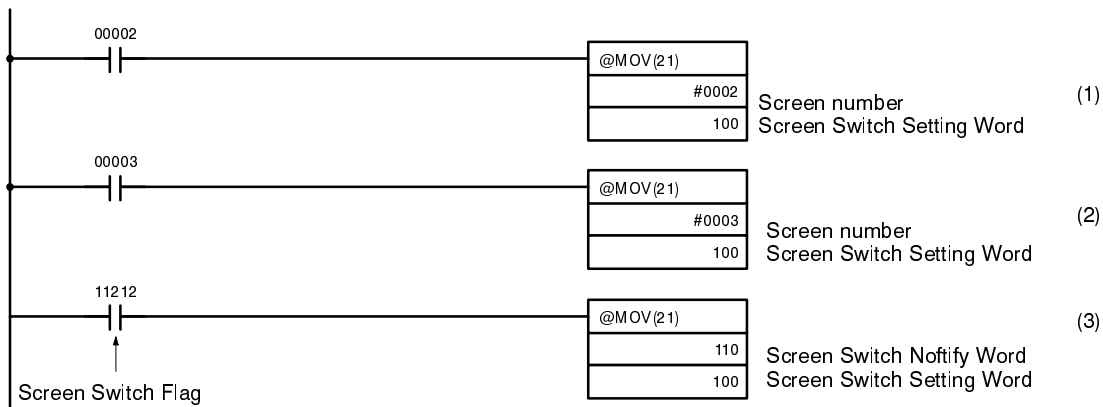 00002
@MOV(21)
#0002
Screen number
(1)
100
Screen Switch Setting Word
00003
@MOV(21)
#0003
Screen number
(2)
100
Screen Switch Setting Word
11212
@MOV(21)
(3)
110
Screen Switch Noftify Word
100
Screen Switch Setting Word
Screen Switch Flag